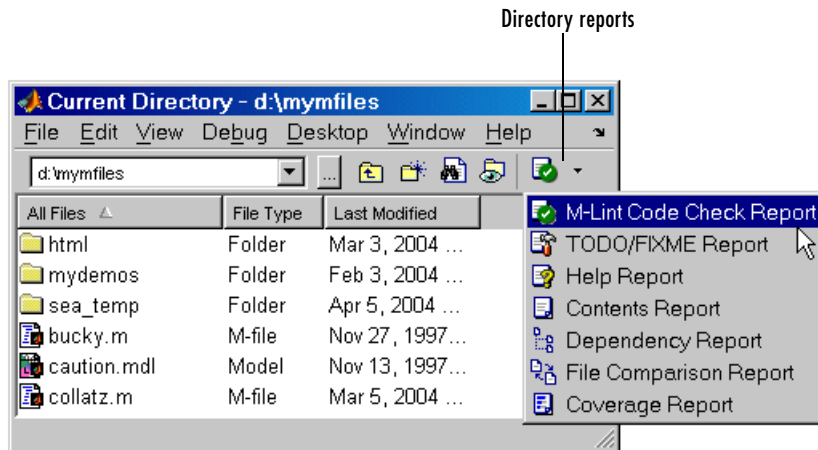 Directory reports
Current Directory - d:\mymfiles
File Edit View Debug Desktop Window Help
d:\mymfiles ...
All Files File Type Last Modified
html Folder Mar 3, 2004 ...
mydemos Folder Feb 3, 2004 ...
sea_temp Folder Apr 5, 2004 ...
bucky.m M-file Nov 27, 1997...
caution.mdl Model Nov 13, 1997...
collatz.m M-file Mar 5, 2004 ...
M-Lint Code Check Report
TODO/FIXME Report
Help Report
Contents Report
Dependency Report
File Comparison Report
Coverage Report